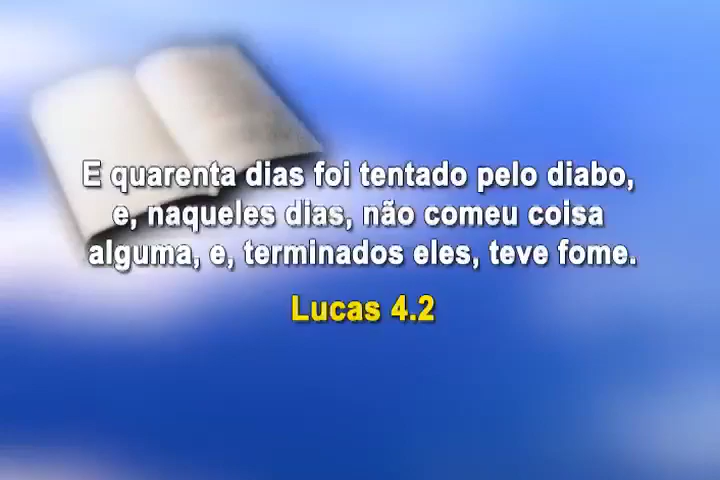 E quarenta dias foi tentado pelo diabo,
e, naqueles dias, não comeu coisa
alguma, e, terminados eles, teve fome.
Lucas 4.2